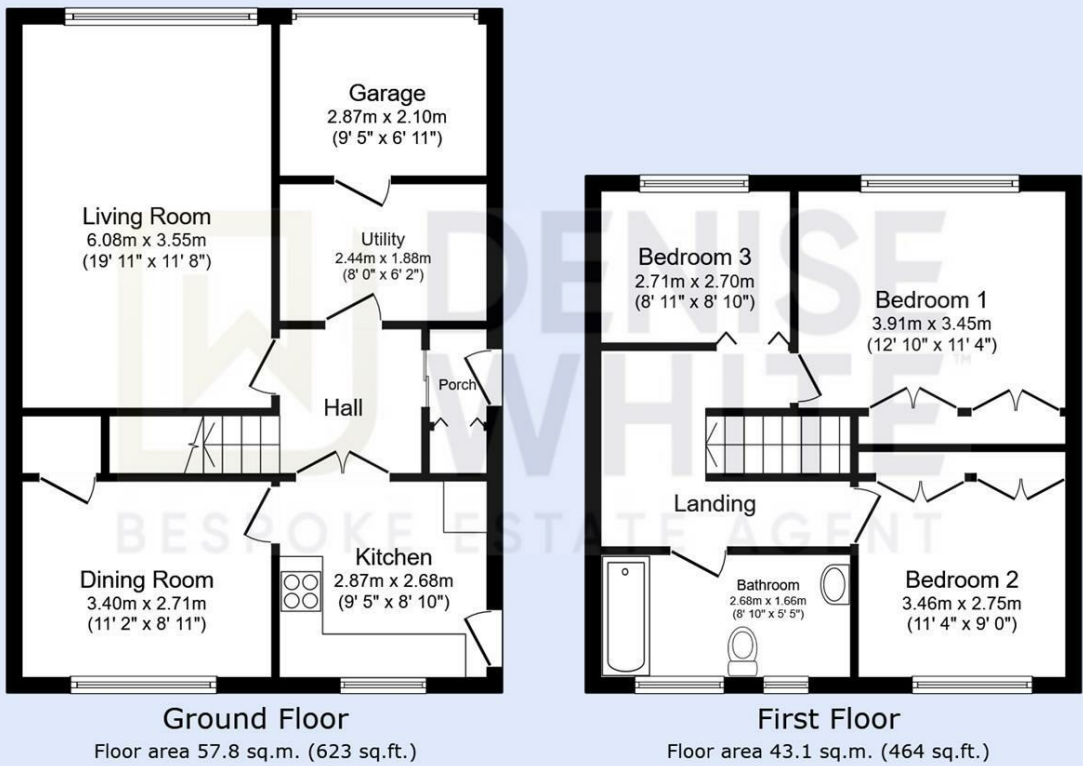 Garage
2.87m x 2.10m
(9' 5" x 6' 11")
Living Room
6.08m x 3.55m
(19' 11" x 11' 8")
Utility
2.44m x 1.88m
(8' 0" x 6' 2")
Porch
Hall
Dining Room
3.40m x 2.71m
(11' 2" x 8' 11")
Kitchen
2.87m x 2.68m
(9' 5" x 8' 10")
Ground Floor
Floor area 57.8 sq.m. (623 sq.ft.)
Bedroom 3
2.71m x 2.70m
(8' 11" x 8' 10")
Bedroom 1
3.91m x 3.45m
(12' 10" x 11' 4")
Landing
Bathroom
2.68m x 1.66m
(8' 10" x 5' 5")
Bedroom 2
3.46m x 2.75m
(11' 4" x 9' 0")
First Floor
Floor area 43.1 sq.m. (464 sq.ft.)
DENISE
WHITE™
BESPOKE ESTATE AGENT